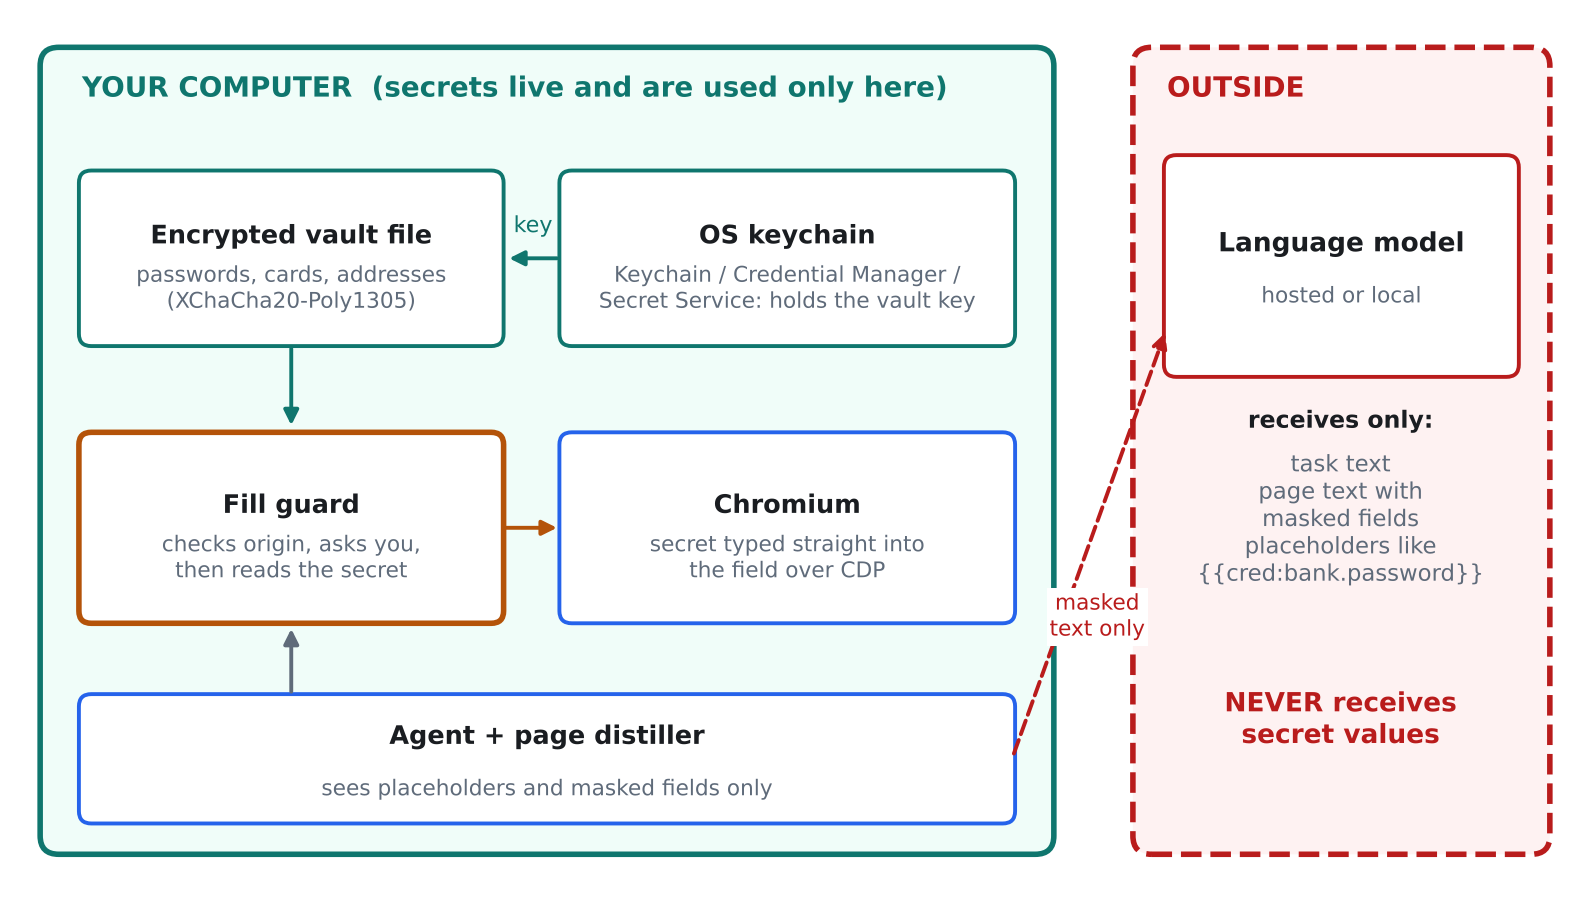 YOUR COMPUTER (secrets live and are used only here)
Encrypted vault file
passwords, cards, addresses
(XChaCha20-Poly1305)
key
OS keychain
Keychain / Credential Manager /
Secret Service: holds the vault key
Fill guard
checks origin, asks you,
then reads the secret
Chromium
secret typed straight into
the field over CDP
Agent + page distiller
sees placeholders and masked fields only
masked
text only
OUTSIDE
Language model
hosted or local
receives only:
task text
page text with
masked fields
placeholders like
{{cred:bank.password}}
NEVER receives
secret values